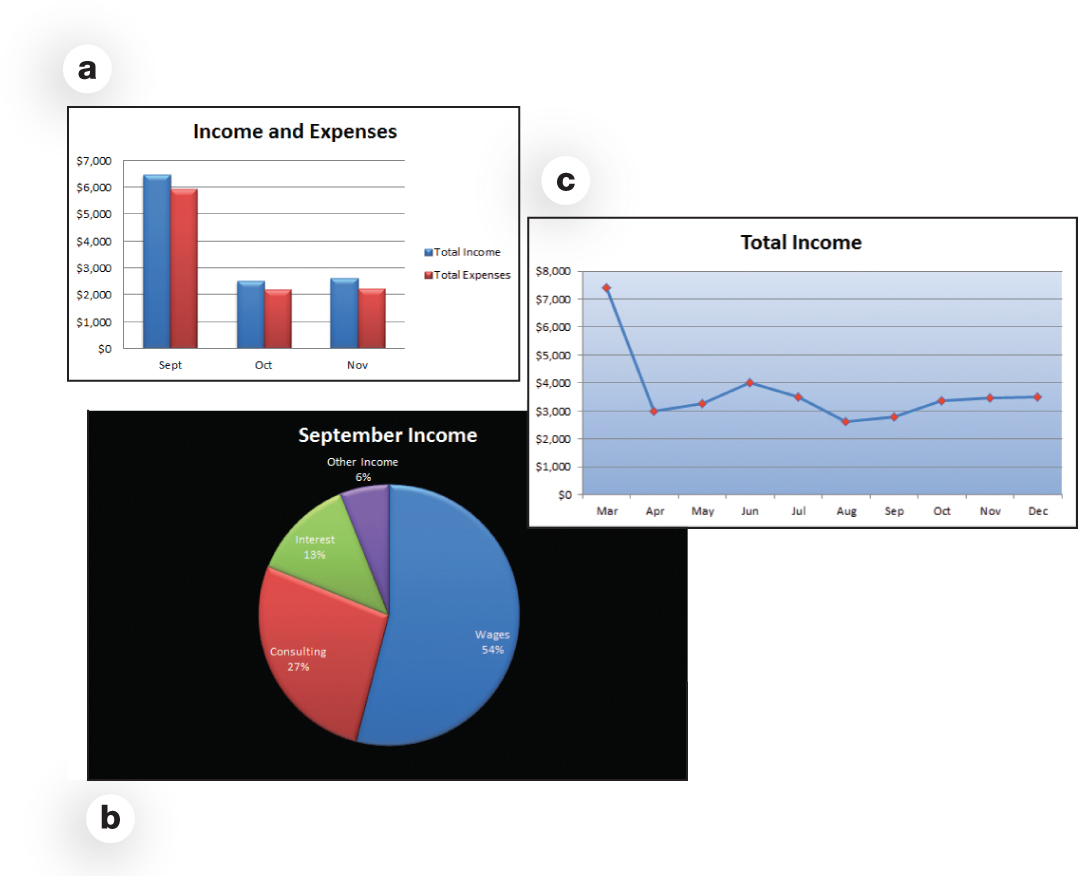 a
Income and Expenses
$7,000
$6,000
$5,000
$4,000
$3,000
$2,000
$1,000
$0
Sept Oct Nov
Total Income
Total Expenses
c
Total Income
$8,000
$7,000
$6,000
$5,000
$4,000
$3,000
$2,000
$1,000
$0
Mar Apr May Jun Jul Aug Sep Oct Nov Dec
September Income
Other Income
6%
Interest
13%
Wages
54%
Consulting
27%
b